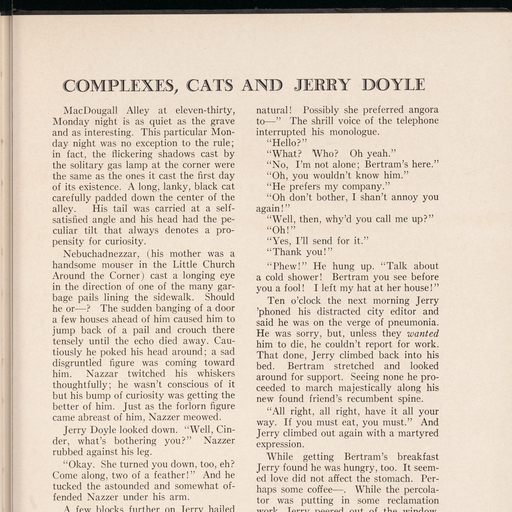 COMPLEXES, CATS AND JERRY DOYLE
MacDougall Alley at eleven-thirty,
Monday night is as quiet as the grave
and as interesting. This particular Mon-
day night was no exception to the rule;
in fact, the flickering shadows cast by
the solitary gas lamp at the corner were
the same as the ones it cast the first day
of its existence. A long, lanky, black cat
carefully padded down the center of the
alley. His tail was carried at a self-
satisfied angle and his head had the pe-
culiar tilt that always denotes a pro-
pensity for curiosity.
Nebuchadnezzar, (his mother was a
handsome mouser in the Little Church
Around the Corner) cast a longing eye
in the direction of one of the many gar-
bage pails lining the sidewalk. Should
he or—? The sudden banging of a door
a few houses ahead of him caused him to
jump back of a pail and crouch there
tensely until the echo died away. Cau-
tiously he poked his head around; a sad
disgruntled figure was coming toward
him. Nazzar twitched his whiskers
thoughtfully; he wasn't conscious of it
but his bump of curiosity was getting the
better of him. Just as the forlorn figure
came abreast of him, Nazzer meowed.
Jerry Doyle looked down. "Well, Cin-
der, what's bothering you?" Nazzer
rubbed against his leg.
"Okay. She turned you down, too, eh?
Come along, two of a feather!" And he
tucked the astounded and somewhat of-
fended Nazzer under his arm.
A few blocks further on Jerry hailed
natural! Possibly she preferred angora
to—" The shrill voice of the telephone
interrupted his monologue.
"Hello?"
"What? Who? Oh yeah."
"No, I'm not alone; Bertram's here."
"Oh, you wouldn't know him."
"He prefers my company."
"Oh don't bother, I shan't annoy you
again!"
"Well, then, why'd you call me up?"
"Oh!"
"Yes, I'll send for it."
"Thank you!"
"Phew!" He hung up. "Talk about
a cold shower! Bertram you see before
you a fool! I left my hat at her house!"
Ten o'clock the next morning Jerry
'phoned his distracted city editor and
said he was on the verge of pneumonia.
He was sorry, but, unless they wanted
him to die, he couldn't report for work.
That done, Jerry climbed back into his
bed. Bertram stretched and looked
around for support. Seeing none he pro-
ceeded to march majestically along his
new found friend's recumbent spine.
"All right, all right, have it all your
way. If you must eat, you must." And
Jerry climbed out again with a martyred
expression.
While getting Bertram's breakfast
Jerry found he was hungry, too. It seem-
ed love did not affect the stomach. Per-
haps some coffee—. While the percola-
tor was putting in some reclamation
work, Jerry peered out of the window.